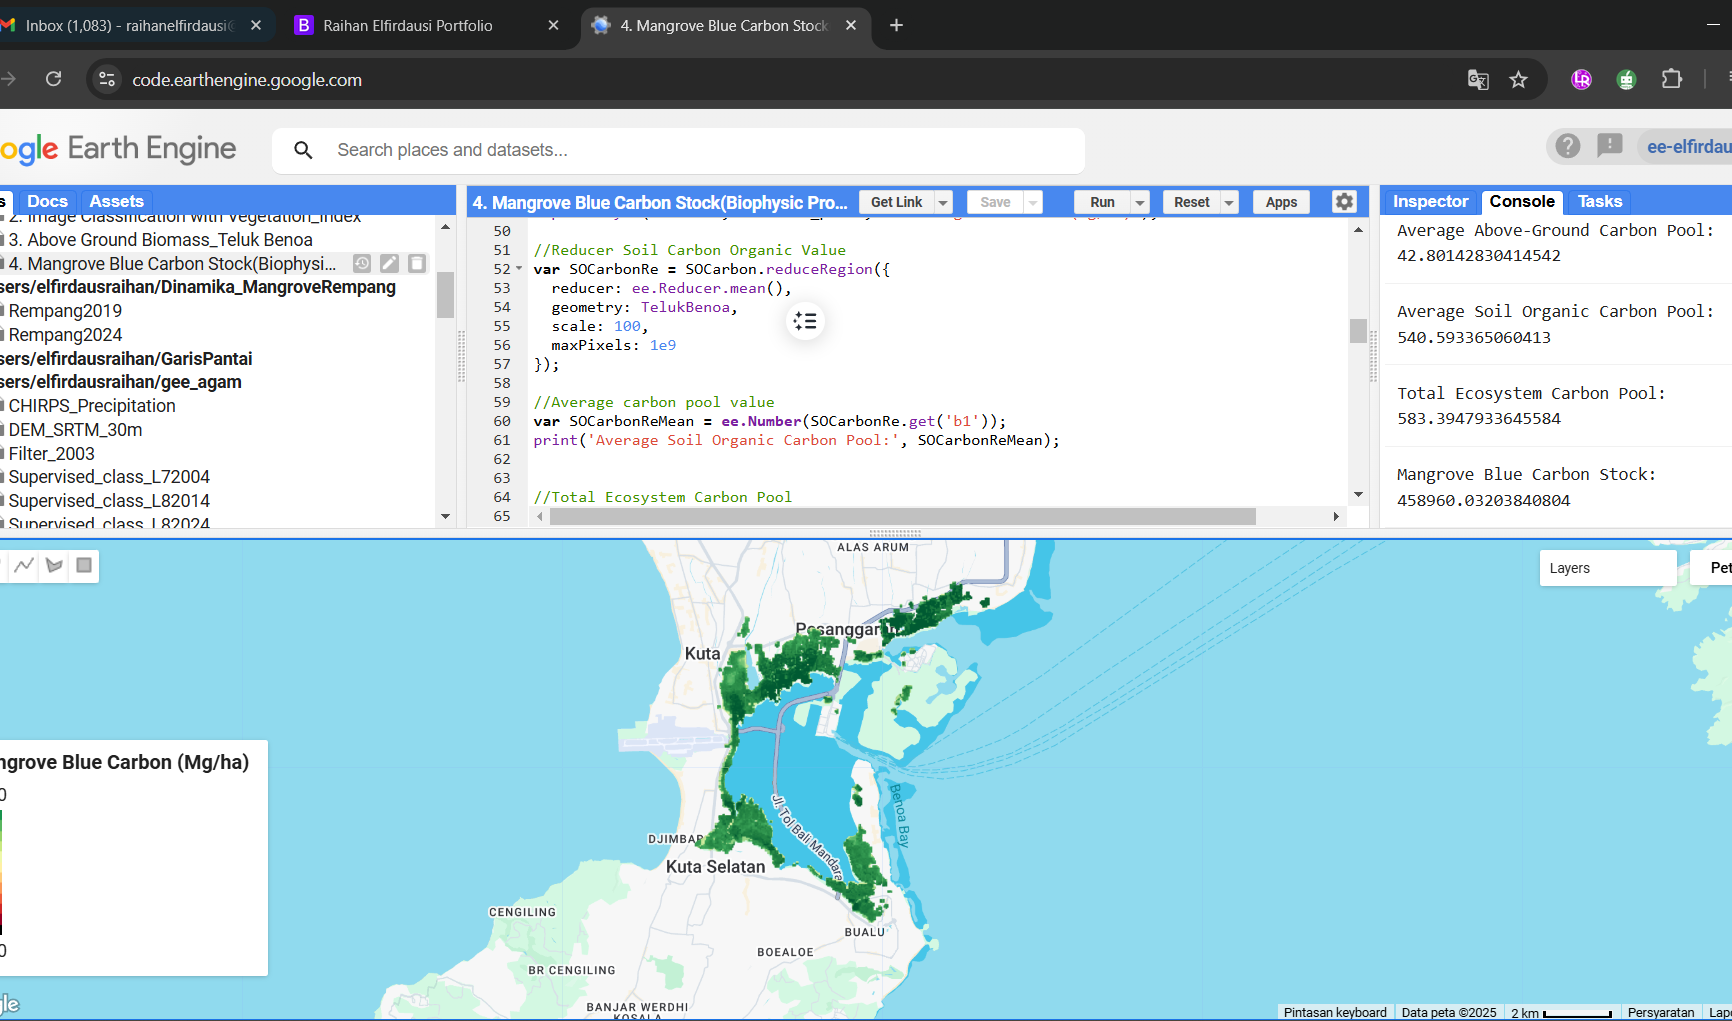 Inbox (1,083) - raihanelfirdausi
Raihan Elfirdausi Portfolio
4. Mangrove Blue Carbon Stock
code.earthengine.google.com
ogle Earth Engine
Search places and datasets...
ee-elfirdau
s
Docs
Assets
2. Image Classification with Vegetation_Index
3. Above Ground Biomass_Teluk Benoa
4. Mangrove Blue Carbon Stock(Biophysi...
sers/elfirdausraihan/Dinamika_MangroveRempang
Rempang2019
Rempang2024
sers/elfirdausraihan/GarisPantai
sers/elfirdausraihan/gee_agam
CHIRPS_Precipitation
DEM_SRTM_30m
Filter_2003
Supervised_class_L72004
Supervised_class_L82014
Supervised_class_L82024
4. Mangrove Blue Carbon Stock(Biophysic Pro...
Get Link
Save
Run
Reset
Apps
50
51 //Reducer Soil Carbon Organic Value
52 var SOCarbonRe = SOCarbon.reduceRegion({
53 reducer: ee.Reducer.mean(),
54 geometry: TelukBenoa,
55 scale: 100,
56 maxPixels: 1e9
57 });
58
59 //Average carbon pool value
60 var SOCarbonReMean = ee.Number(SOCarbonRe.get('b1'));
61 print('Average Soil Organic Carbon Pool:', SOCarbonReMean);
62
63
64 //Total Ecosystem Carbon Pool
65
Inspector
Console
Tasks
Average Above-Ground Carbon Pool:
42.80142830414542
Average Soil Organic Carbon Pool:
540.593365060413
Total Ecosystem Carbon Pool:
583.3947933645584
Mangrove Blue Carbon Stock:
458960.03203840804
Layers
Pet
ALAS ARUM
Pesanggaran
Kuta
Benoa Bay
Jl. Tol Bali Mandara
DJIMBAR
Kuta Selatan
CENGILING
BUALU
BOEALOE
BR CENGILING
BANJAR WERDHI
KOSALA
ngrove Blue Carbon (Mg/ha)
0
0
gle
Pintasan keyboard
Data peta ©2025
2 km
Persyaratan
Lap